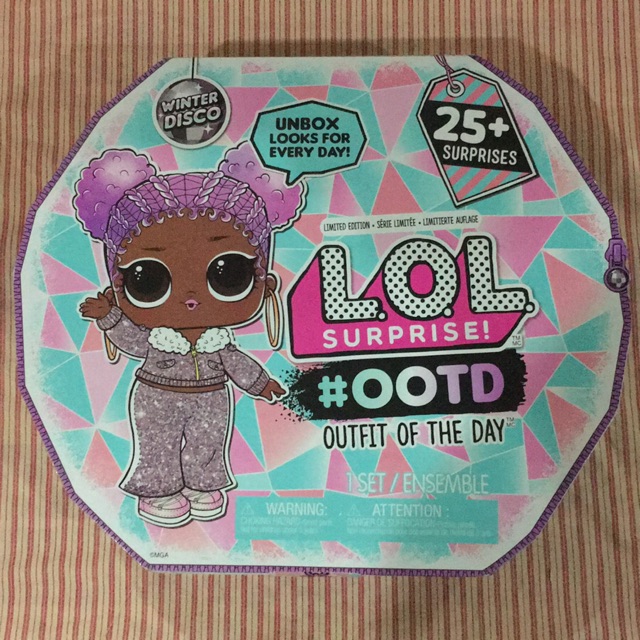 WINTER
DISCO
UNBOX
LOOKS FOR
EVERY DAY!
25+
SURPRISES
LIMITED EDITION • SÉRIE LIMITÉE • LIMITIERTE AUFLAGE
L.O.L.
SURPRISE!
#OOTD
OUTFIT OF THE DAY
1 SET / ENSEMBLE
WARNING:
ATTENTION:
©MGA